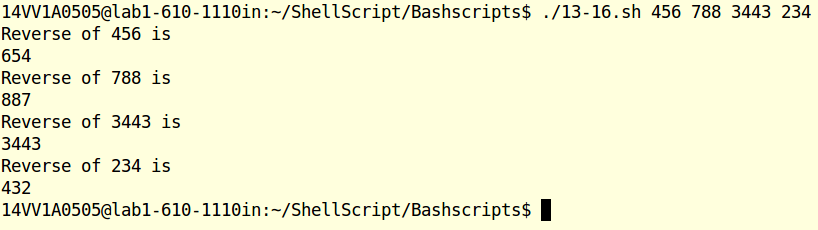 14VV1A0505@lab1-610-1110in:~/ShellScript/Bashscripts$ ./13-16.sh 456 788 3443 234
Reverse of 456 is
654
Reverse of 788 is
887
Reverse of 3443 is
3443
Reverse of 234 is
432
14VV1A0505@lab1-610-1110in:~/ShellScript/Bashscripts$